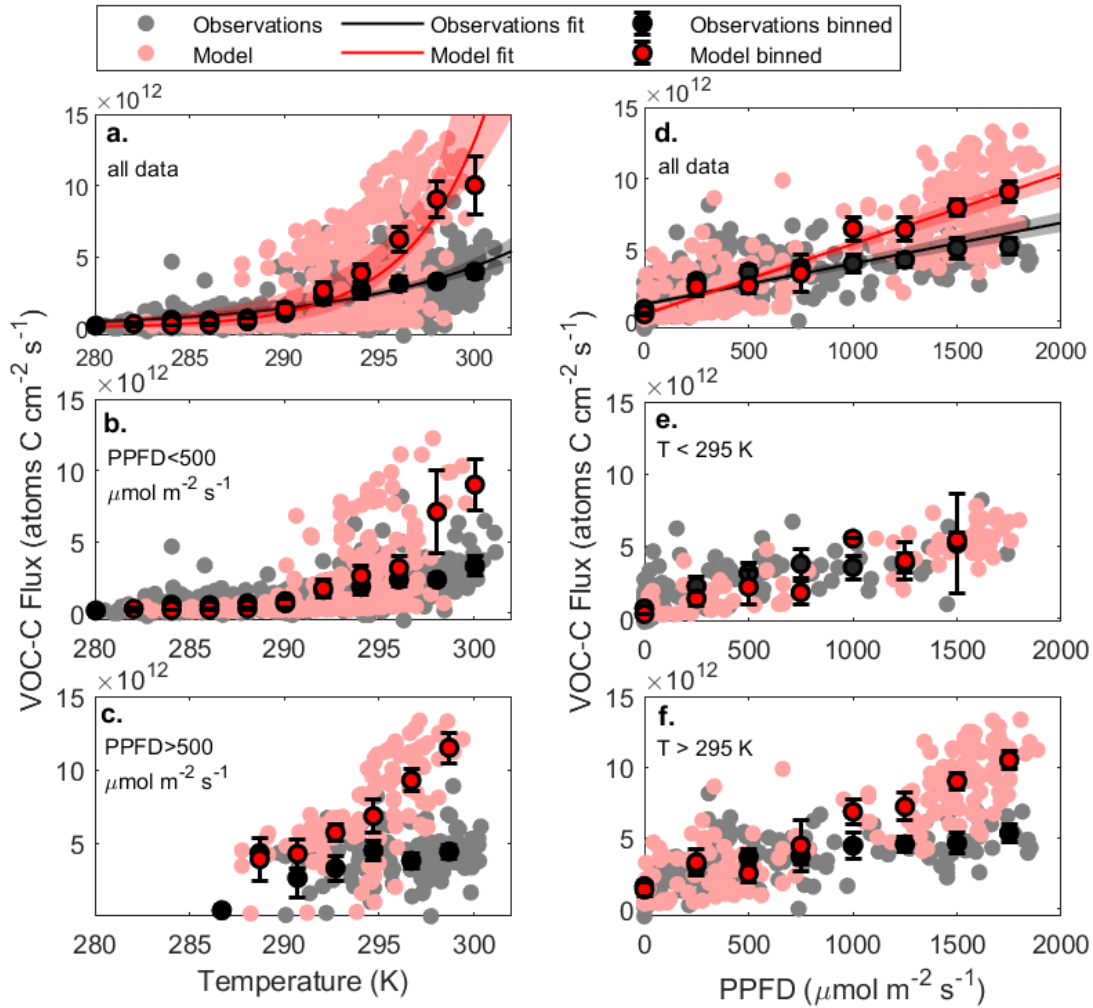 Observations Observations fit Observations binned
Model Model fit Model binned
×10^12 ×10^12
15 15
a. d.
all data all data
10 10
5 5
0 0
280 285 290 295 300 0 500 1000 1500 2000
VOC-C Flux (atoms C cm^-2 s^-1) VOC-C Flux (atoms C cm^-2 s^-1)
×10^12 ×10^12
15 15
b. e.
PPFD<500 T < 295 K
μmol m^-2 s^-1
10 10
5 5
0 0
280 285 290 295 300 0 500 1000 1500 2000
×10^12 ×10^12
15 15
c. f.
PPFD>500 T > 295 K
μmol m^-2 s^-1
10 10
5 5
0 0
280 285 290 295 300 0 500 1000 1500 2000
Temperature (K) PPFD (μmol m^-2 s^-1)